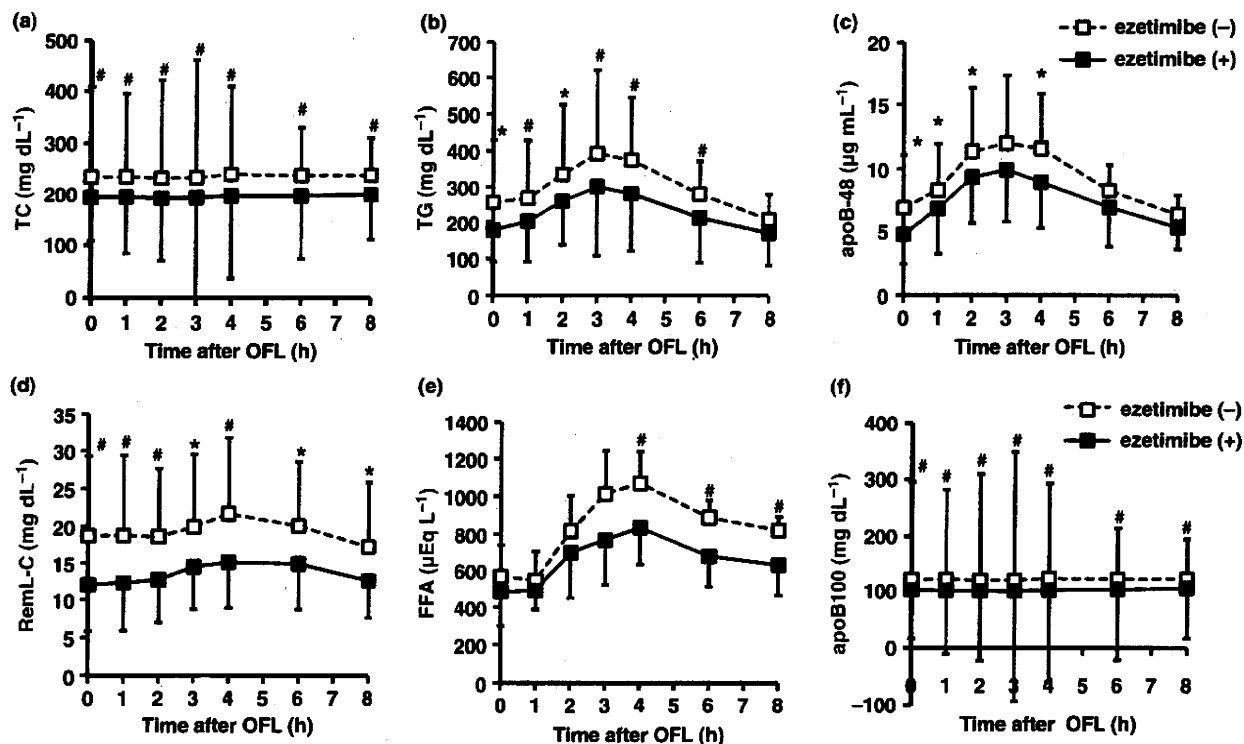 (a)
TC (mg dL⁻¹)
500
400
300
200
100
0
# # # # # # #
0 1 2 3 4 5 6 7 8
Time after OFL (h)
(b)
TG (mg dL⁻¹)
700
600
500
400
300
200
100
0
* # * # # #
0 1 2 3 4 5 6 7 8
Time after OFL (h)
(c)
ezetimibe (–)
ezetimibe (+)
apoB-48 (µg mL⁻¹)
20
15
10
5
0
* * * *
0 1 2 3 4 5 6 7 8
Time after OFL (h)
(d)
RemL-C (mg dL⁻¹)
35
30
25
20
15
10
5
0
# # # * # * *
0 1 2 3 4 5 6 7 8
Time after OFL (h)
(e)
FFA (µEq L⁻¹)
1400
1200
1000
800
600
400
200
0
# # #
0 1 2 3 4 5 6 7 8
Time after OFL (h)
(f)
ezetimibe (–)
ezetimibe (+)
apoB100 (mg dL⁻¹)
400
300
200
100
0
–100
# # # # # # #
0 1 2 3 4 5 6 7 8
Time after OFL (h)